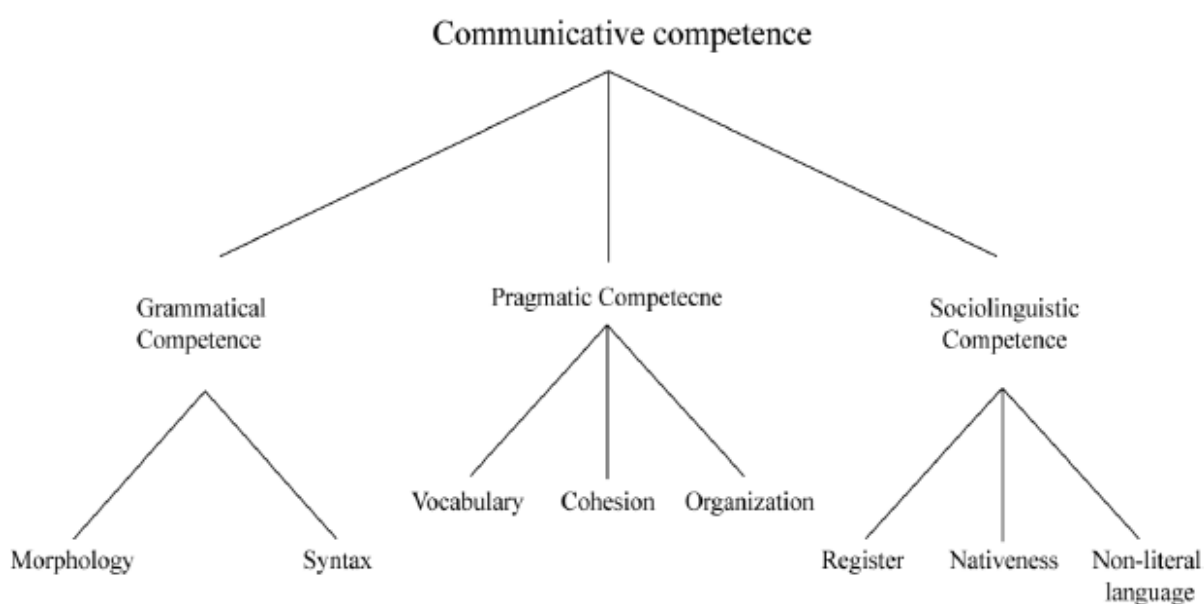 Communicative competence
Grammatical
Competence
Pragmatic Competecne
Sociolinguistic
Competence
Vocabulary
Cohesion
Organization
Morphology
Syntax
Register
Nativeness
Non-literal
language